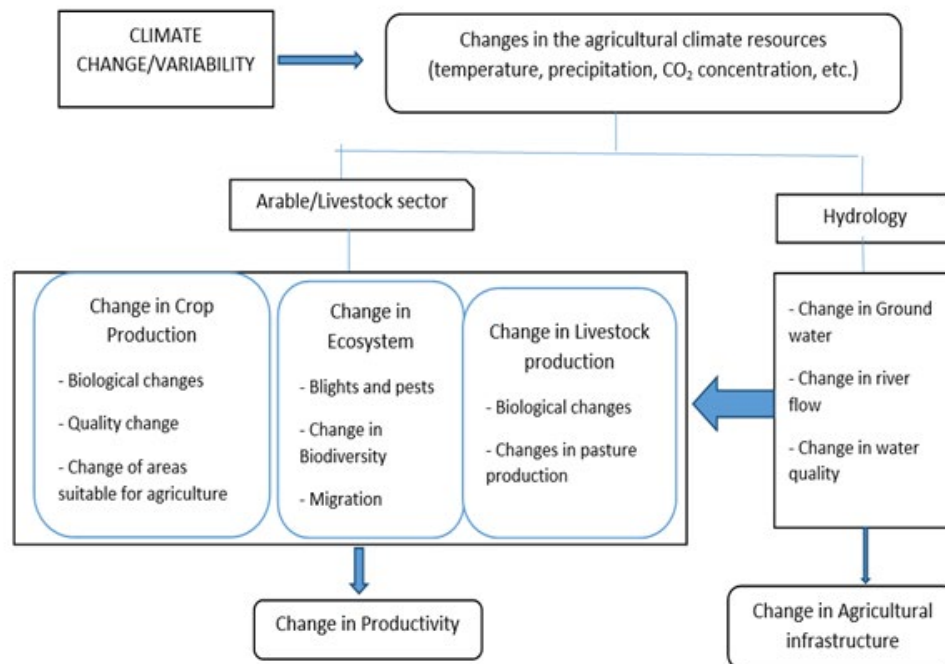 CLIMATE
CHANGE/VARIABILITY
Changes in the agricultural climate resources
(temperature, precipitation, CO₂ concentration, etc.)
Arable/Livestock sector
Hydrology
Change in Crop
Production
- Biological changes
- Quality change
- Change of areas
suitable for agriculture
Change in
Ecosystem
- Blights and pests
- Change in
Biodiversity
- Migration
Change in Livestock
production
- Biological changes
- Changes in pasture
production
- Change in Ground
water
- Change in river
flow
- Change in water
quality
Change in Productivity
Change in Agricultural
infrastructure